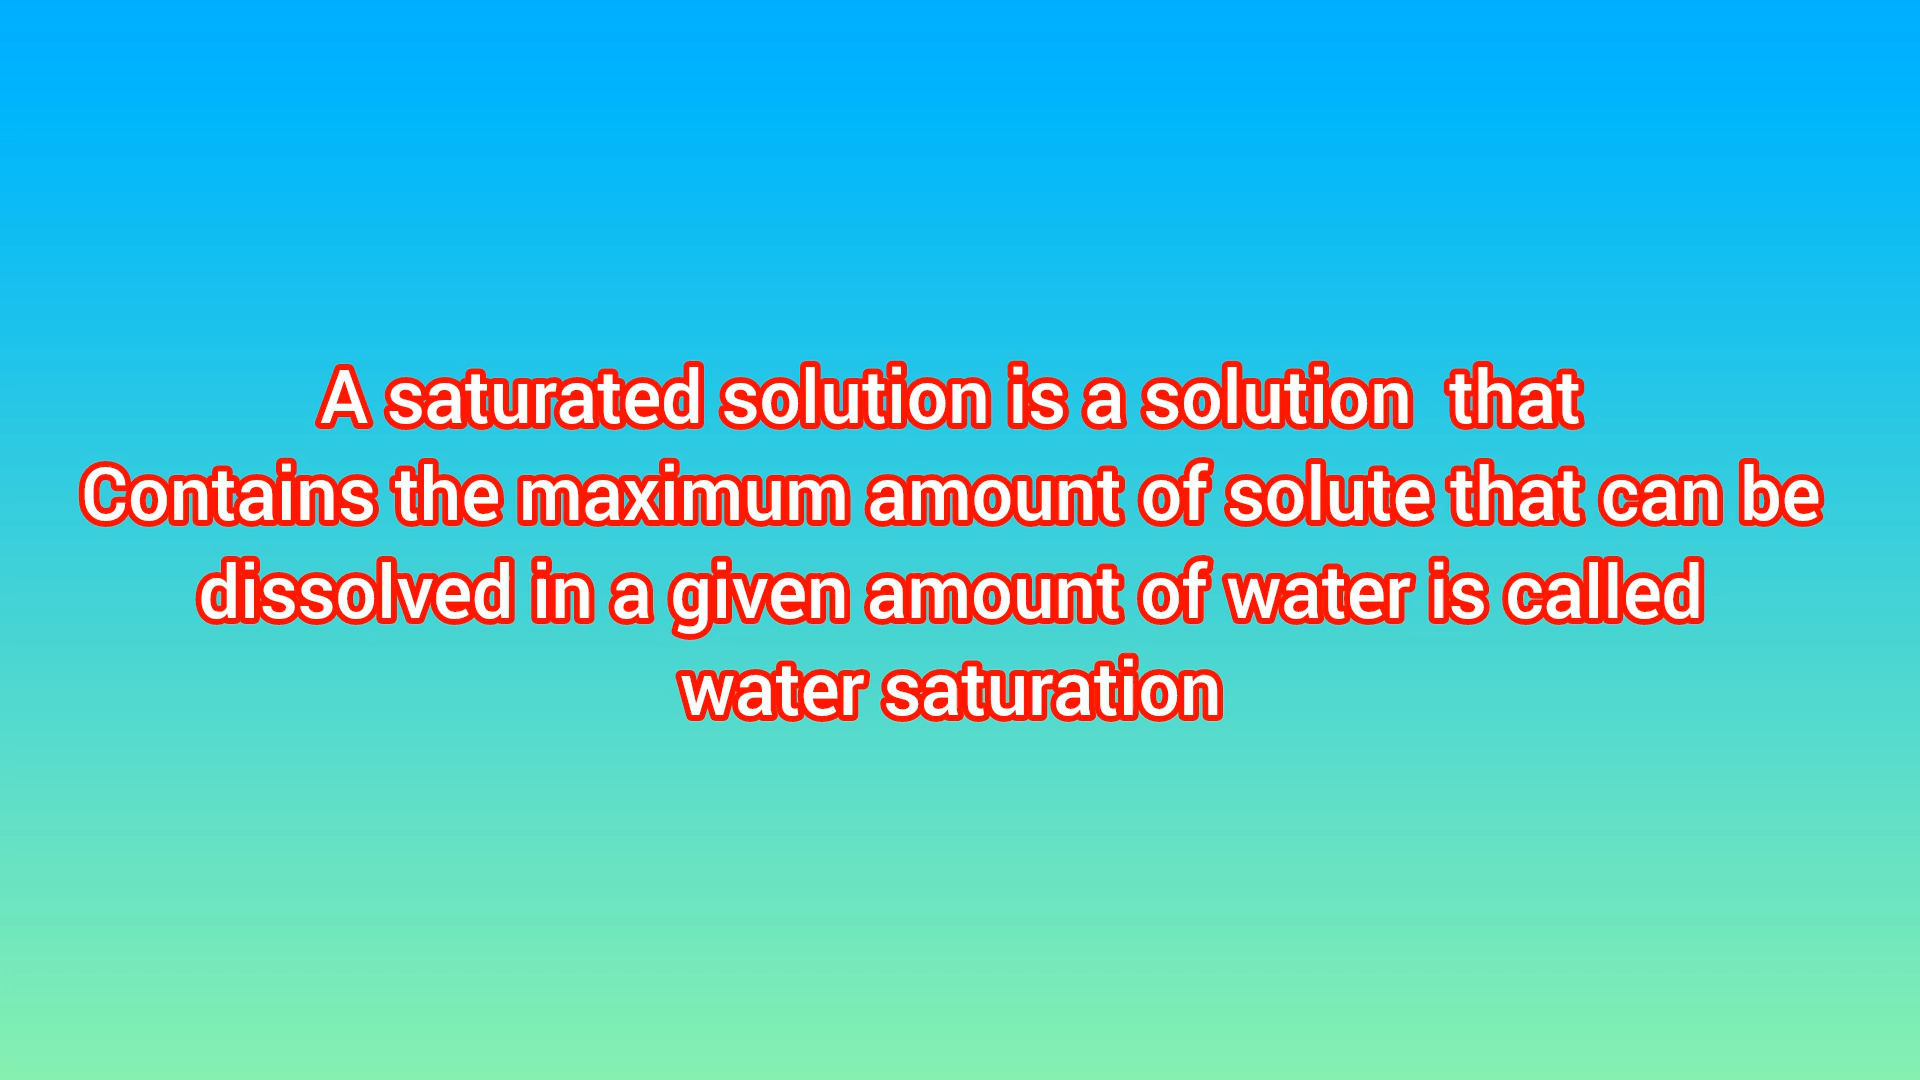 A saturated solution is a solution  that
Contains the maximum amount of solute that can be
dissolved in a given amount of water is called
water saturation